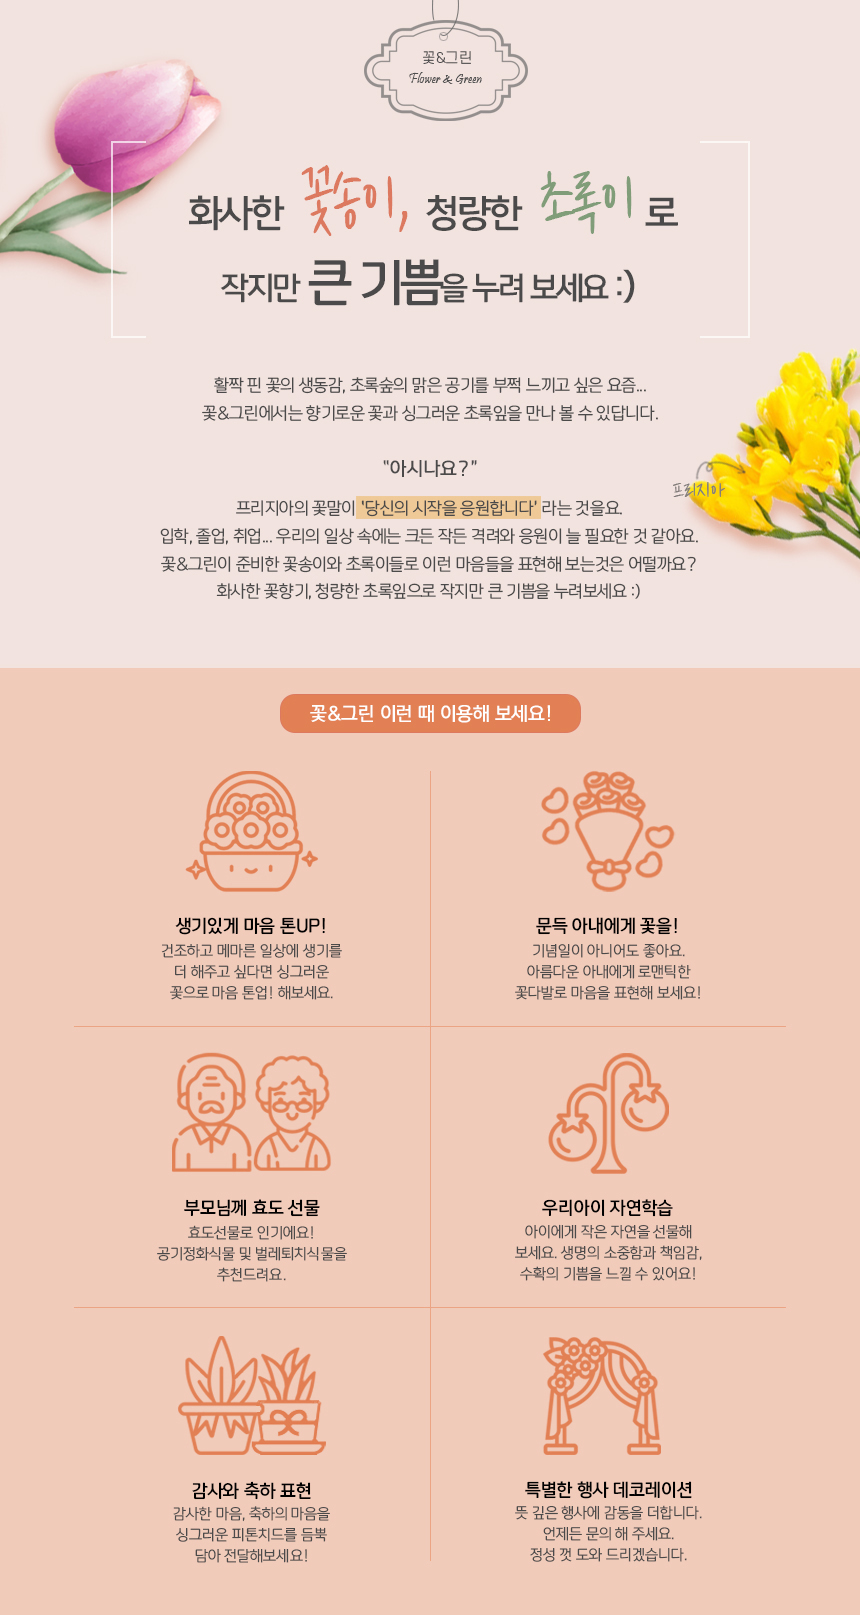 꽃&그린
Flower & Green
화사한 꽃송이, 청량한 초록이 로
작지만 큰 기쁨을 누려 보세요 :)
활짝 핀 꽃의 생동감, 초록숲의 맑은 공기를 부쩍 느끼고 싶은 요즘...
꽃&그린에서는 향기로운 꽃과 싱그러운 초록잎을 만나 볼 수 있답니다.
"아시나요?"
프리지아
프리지아의 꽃말이 '당신의 시작을 응원합니다' 라는 것을요.
입학, 졸업, 취업... 우리의 일상 속에는 크든 작든 격려와 응원이 늘 필요한 것 같아요.
꽃&그린이 준비한 꽃송이와 초록이들로 이런 마음들을 표현해 보는것은 어떨까요?
화사한 꽃향기, 청량한 초록잎으로 작지만 큰 기쁨을 누려보세요 :)
꽃&그린 이런 때 이용해 보세요!
생기있게 마음 톤UP!
건조하고 메마른 일상에 생기를
더 해주고 싶다면 싱그러운
꽃으로 마음 톤업! 해보세요.
문득 아내에게 꽃을!
기념일이 아니어도 좋아요.
아름다운 아내에게 로맨틱한
꽃다발로 마음을 표현해 보세요!
부모님께 효도 선물
효도선물로 인기에요!
공기정화식물 및 벌레퇴치식물을
추천드려요.
우리아이 자연학습
아이에게 작은 자연을 선물해
보세요. 생명의 소중함과 책임감,
수확의 기쁨을 느낄 수 있어요!
감사와 축하 표현
감사한 마음, 축하의 마음을
싱그러운 피톤치드를 듬뿍
담아 전달해보세요!
특별한 행사 데코레이션
뜻 깊은 행사에 감동을 더합니다.
언제든 문의 해 주세요.
정성 껏 도와 드리겠습니다.